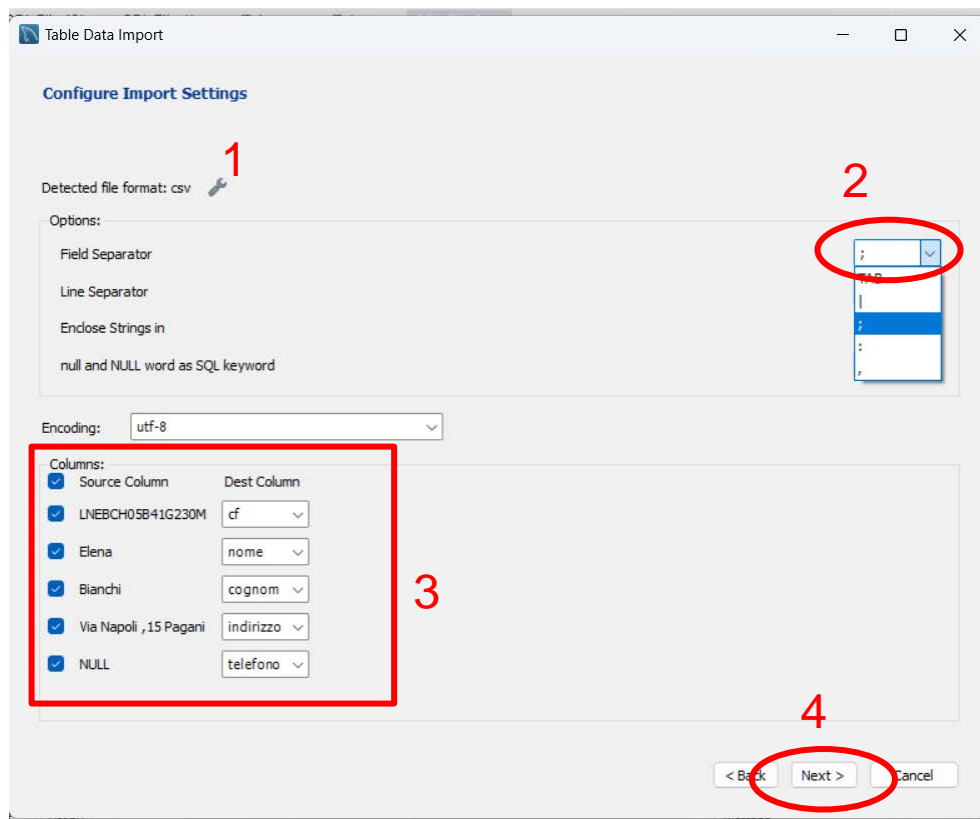 Table Data Import
Configure Import Settings
1
Detected file format: csv
2
Options:
Field Separator
;
TAB
|
;
:
,
Line Separator
Enclose Strings in
null and NULL word as SQL keyword
Encoding:
utf-8
Columns:
Source Column Dest Column
LNEBCH05B41G230M cf
Elena nome
Bianchi cognom
Via Napoli ,15 Pagani indirizzo
NULL telefono
3
4
< Back Next > Cancel